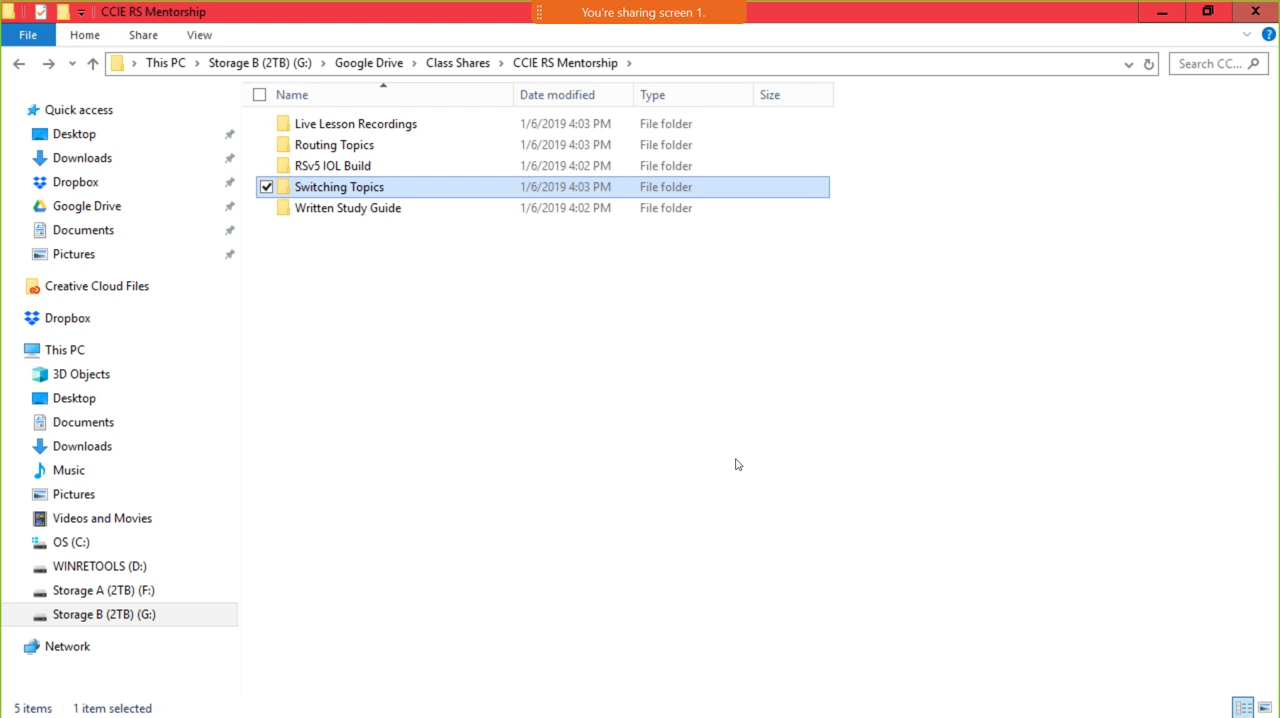 CCIE RS Mentorship
You're sharing screen 1.
File Home Share View
This PC Storage B (2TB) (G:) Google Drive Class Shares CCIE RS Mentorship
Search CC...
Name Date modified Type Size
Live Lesson Recordings 1/6/2019 4:03 PM File folder
Routing Topics 1/6/2019 4:03 PM File folder
RSv5 IOL Build 1/6/2019 4:02 PM File folder
Switching Topics 1/6/2019 4:03 PM File folder
Written Study Guide 1/6/2019 4:02 PM File folder
Quick access
Desktop
Downloads
Dropbox
Google Drive
Documents
Pictures
Creative Cloud Files
Dropbox
This PC
3D Objects
Desktop
Documents
Downloads
Music
Pictures
Videos and Movies
OS (C:)
WINRETOOLS (D:)
Storage A (2TB) (F:)
Storage B (2TB) (G:)
Network
5 items 1 item selected